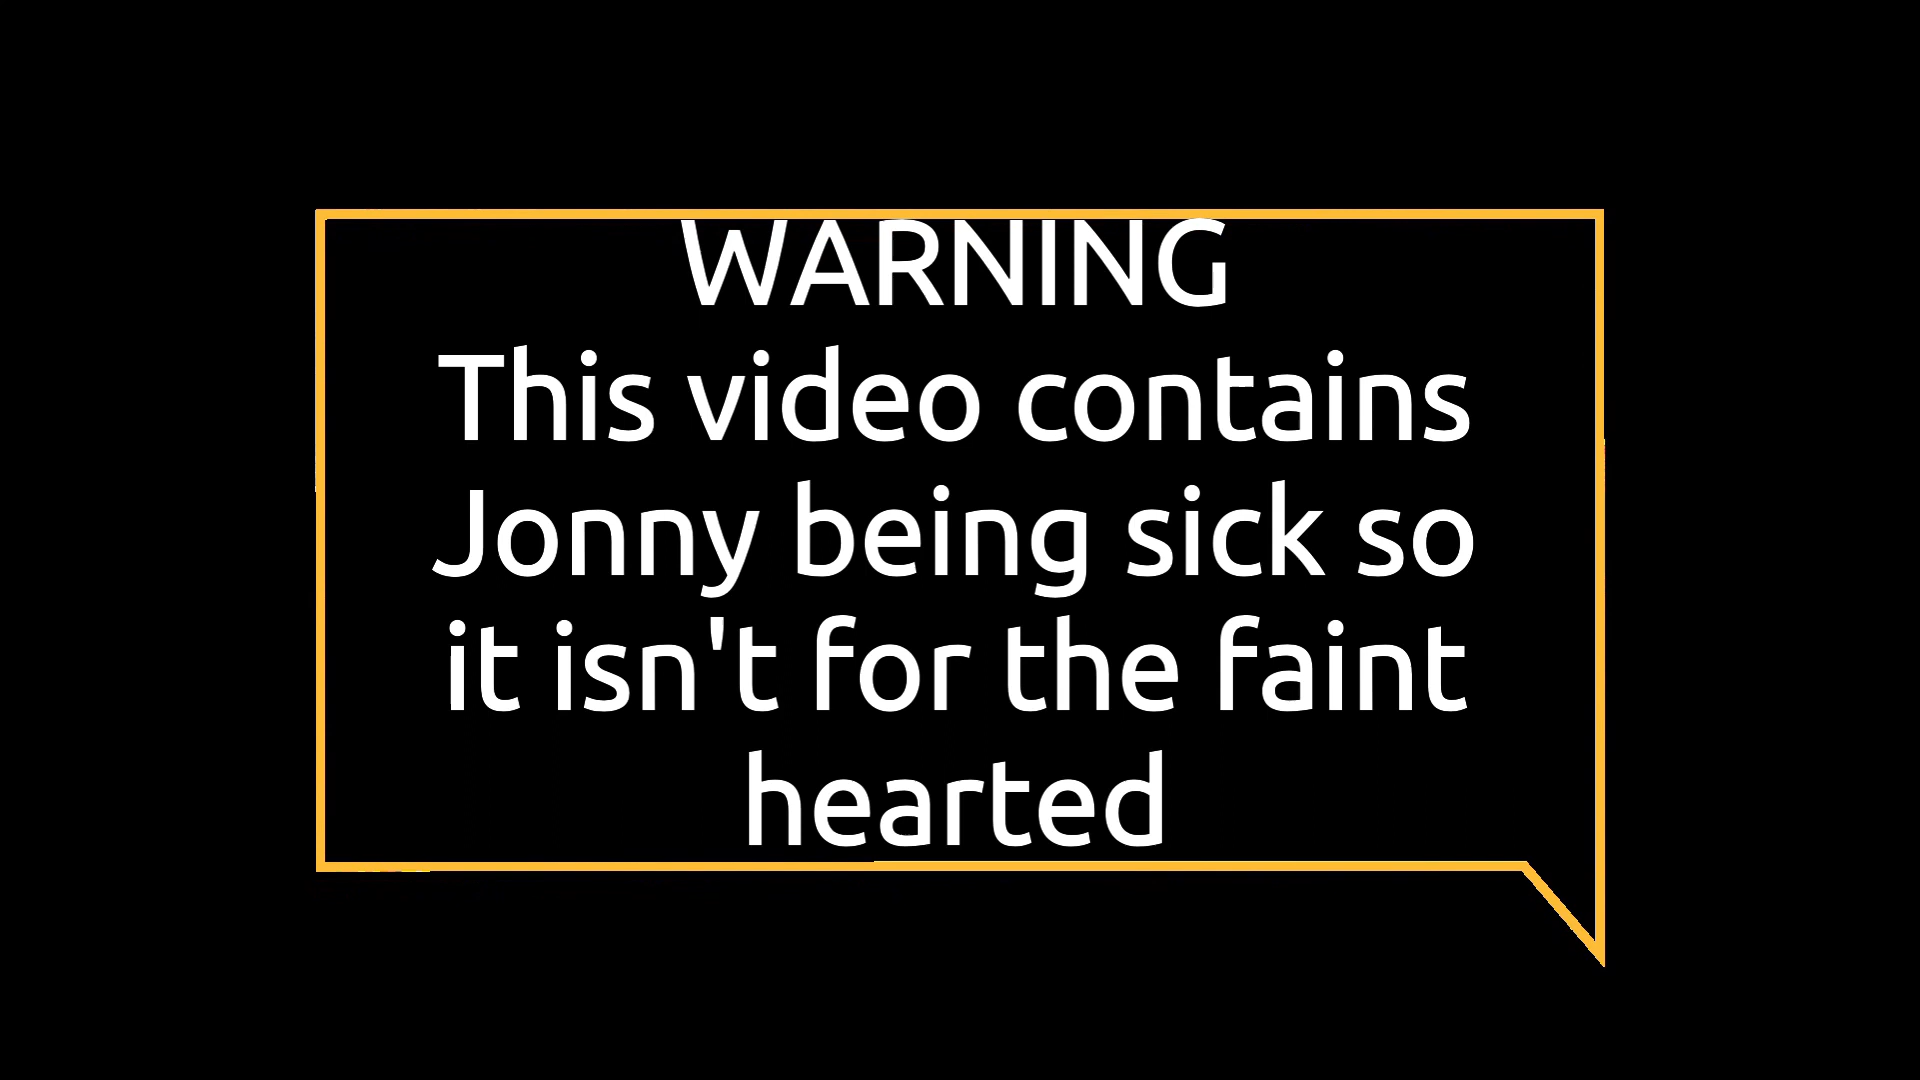 WARNING
This video contains
Jonny being sick so
it isn't for the faint
hearted